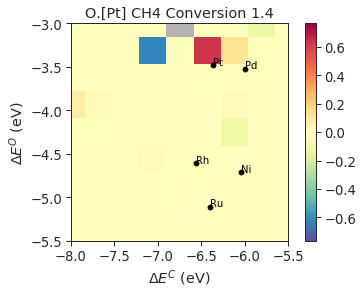 O.[Pt] CH4 Conversion 1.4
−3.0
−3.5
−4.0
−4.5
−5.0
−5.5
ΔE^O (eV)
Pt
Pd
Rh
Ni
Ru
−8.0 −7.5 −7.0 −6.5 −6.0 −5.5
ΔE^C (eV)
0.6
0.4
0.2
0.0
−0.2
−0.4
−0.6